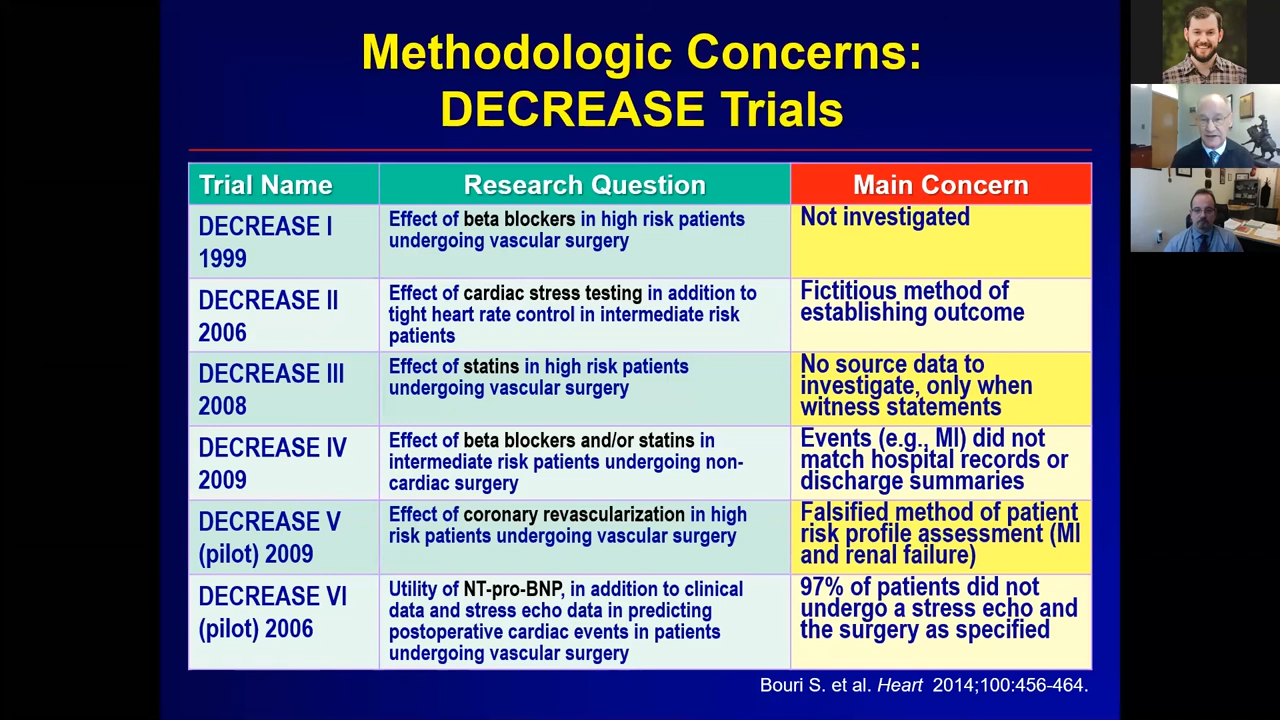 Methodologic Concerns:
DECREASE Trials
Trial Name
Research Question
Main Concern
DECREASE I
1999
Effect of beta blockers in high risk patients
undergoing vascular surgery
Not investigated
DECREASE II
2006
Effect of cardiac stress testing in addition to
tight heart rate control in intermediate risk
patients
Fictitious method of
establishing outcome
DECREASE III
2008
Effect of statins in high risk patients
undergoing vascular surgery
No source data to
investigate, only when
witness statements
DECREASE IV
2009
Effect of beta blockers and/or statins in
intermediate risk patients undergoing non-
cardiac surgery
Events (e.g., MI) did not
match hospital records or
discharge summaries
DECREASE V
(pilot) 2009
Effect of coronary revascularization in high
risk patients undergoing vascular surgery
Falsified method of patient
risk profile assessment (MI
and renal failure)
DECREASE VI
(pilot) 2006
Utility of NT-pro-BNP, in addition to clinical
data and stress echo data in predicting
postoperative cardiac events in patients
undergoing vascular surgery
97% of patients did not
undergo a stress echo and
the surgery as specified
Bouri S. et al. Heart 2014;100:456-464.